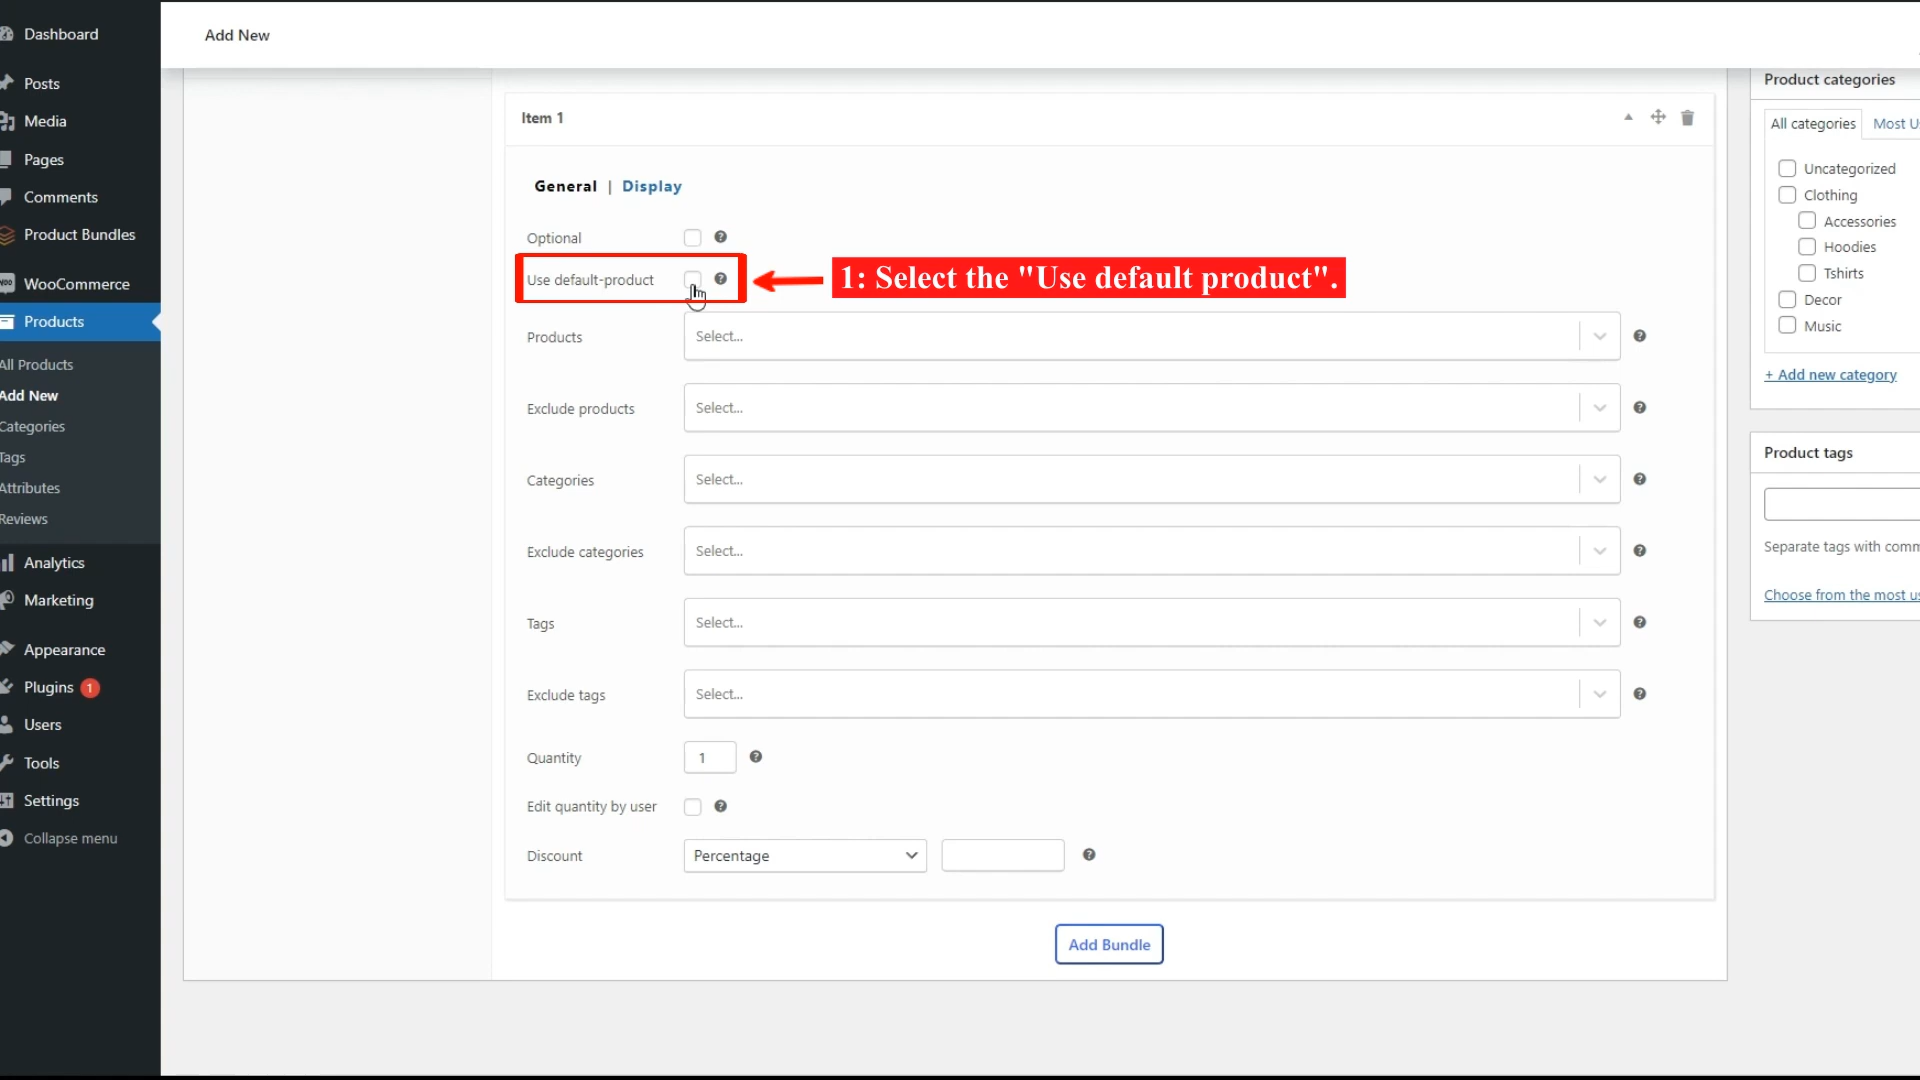 Dashboard
Posts
Media
Pages
Comments
Product Bundles
WooCommerce
Products
All Products
Add New
Categories
Tags
Attributes
Reviews
Analytics
Marketing
Appearance
Plugins 1
Users
Tools
Settings
Collapse menu
Add New
Item 1
General | Display
Optional
Use default-product
1: Select the "Use default product".
Products Select...
Exclude products Select...
Categories Select...
Exclude categories Select...
Tags Select...
Exclude tags Select...
Quantity 1
Edit quantity by user
Discount Percentage
Add Bundle
Product categories
All categories Most U
Uncategorized
Clothing
Accessories
Hoodies
Tshirts
Decor
Music
+ Add new category
Product tags
Separate tags with comm
Choose from the most us